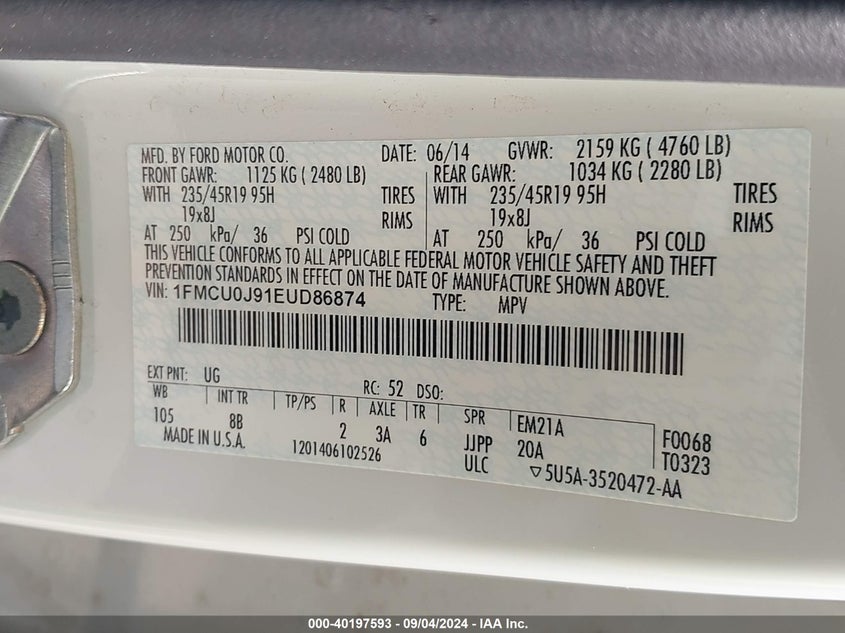 MFD. BY FORD MOTOR CO. DATE: 06/14 GVWR: 2159 KG ( 4760 LB)
FRONT GAWR: 1125 KG ( 2480 LB) REAR GAWR: 1034 KG ( 2280 LB)
WITH 235/45R19 95H TIRES WITH 235/45R19 95H TIRES
19x8J RIMS 19x8J RIMS
AT 250 kPa/ 36 PSI COLD AT 250 kPa/ 36 PSI COLD
THIS VEHICLE CONFORMS TO ALL APPLICABLE FEDERAL MOTOR VEHICLE SAFETY AND THEFT
PREVENTION STANDARDS IN EFFECT ON THE DATE OF MANUFACTURE SHOWN ABOVE.
VIN: 1FMCU0J91EUD86874 TYPE: MPV
EXT PNT: UG RC: 52 DSO:
WB INT TR TP/PS R AXLE TR SPR EM21A F0068
105 8B 2 3A 6 JJPP 20A T0323
MADE IN U.S.A. 1201406102526 ULC ▽5U5A-3520472-AA
000-40197593 - 09/04/2024 - IAA Inc.